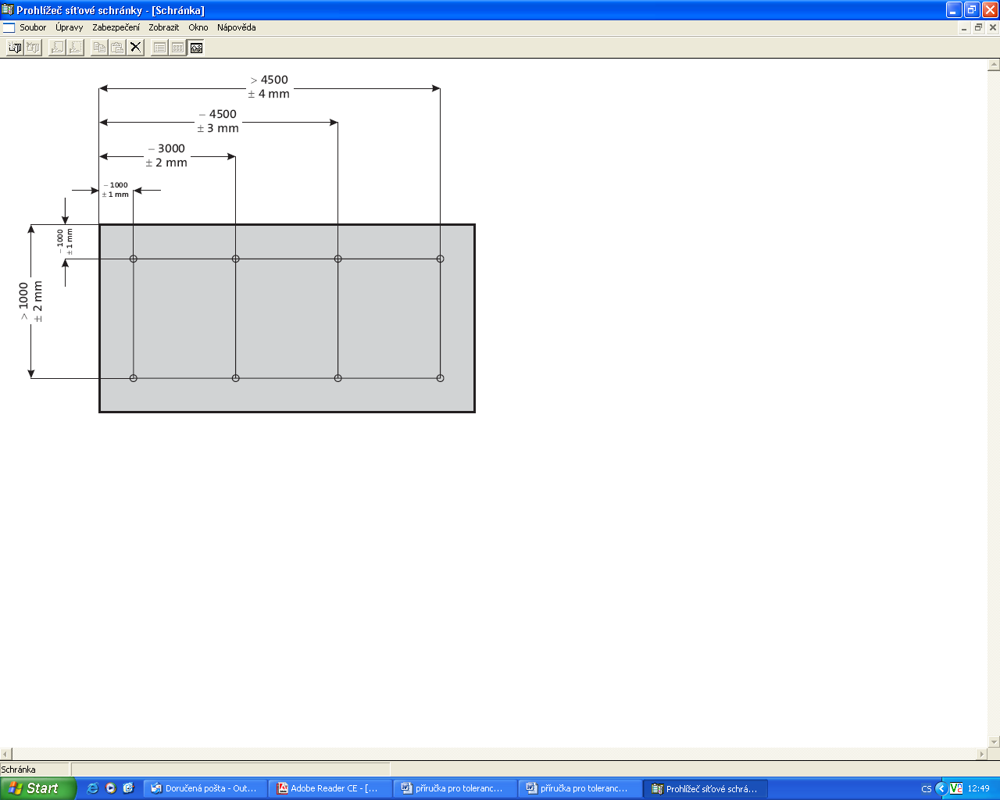 Prohlížeč síťové schránky - [Schránka]
Soubor Úpravy Zabezpečení Zobrazit Okno Nápověda
> 4500
± 4 mm
– 4500
± 3 mm
– 3000
± 2 mm
– 1000
± 1 mm
– 1000
± 1 mm
> 1000
± 2 mm
Schránka
Start
Doručená pošta - Out...
Adobe Reader CE - [...
příručka pro toleranc...
příručka pro toleranc...
Prohlížeč síťové schrá...
CS
12:49